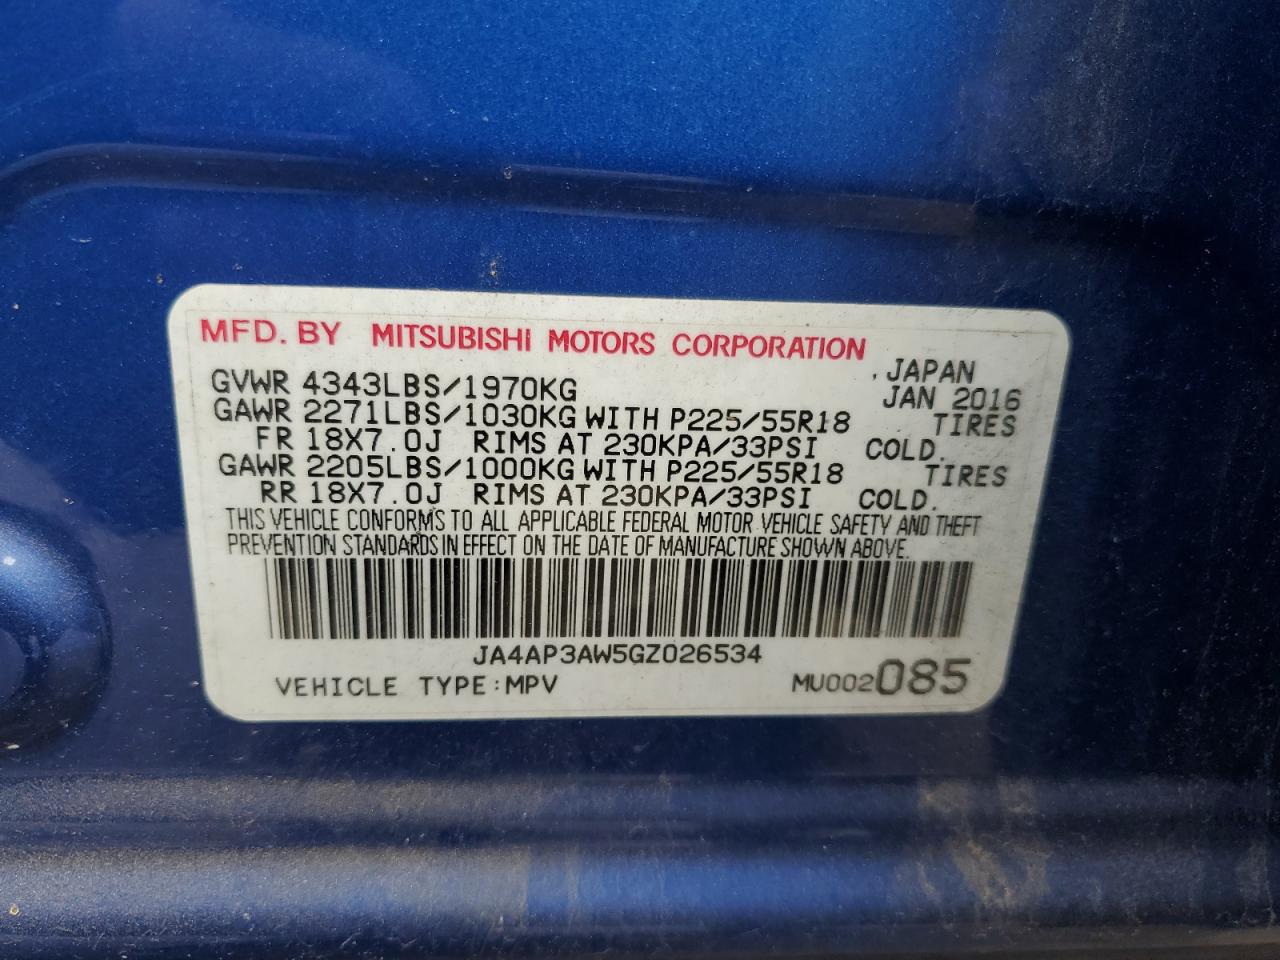 MFD. BY MITSUBISHI MOTORS CORPORATION
. JAPAN
GVWR 4343LBS/1970KG JAN 2016
GAWR 2271LBS/1030KG WITH P225/55R18 TIRES
FR 18X7.0J RIMS AT 230KPA/33PSI COLD.
GAWR 2205LBS/1000KG WITH P225/55R18 TIRES
RR 18X7.0J RIMS AT 230KPA/33PSI COLD.
THIS VEHICLE CONFORMS TO ALL APPLICABLE FEDERAL MOTOR VEHICLE SAFETY AND THEFT
PREVENTION STANDARDS IN EFFECT ON THE DATE OF MANUFACTURE SHOWN ABOVE.
JA4AP3AW5GZ026534
VEHICLE TYPE:MPV MU002085